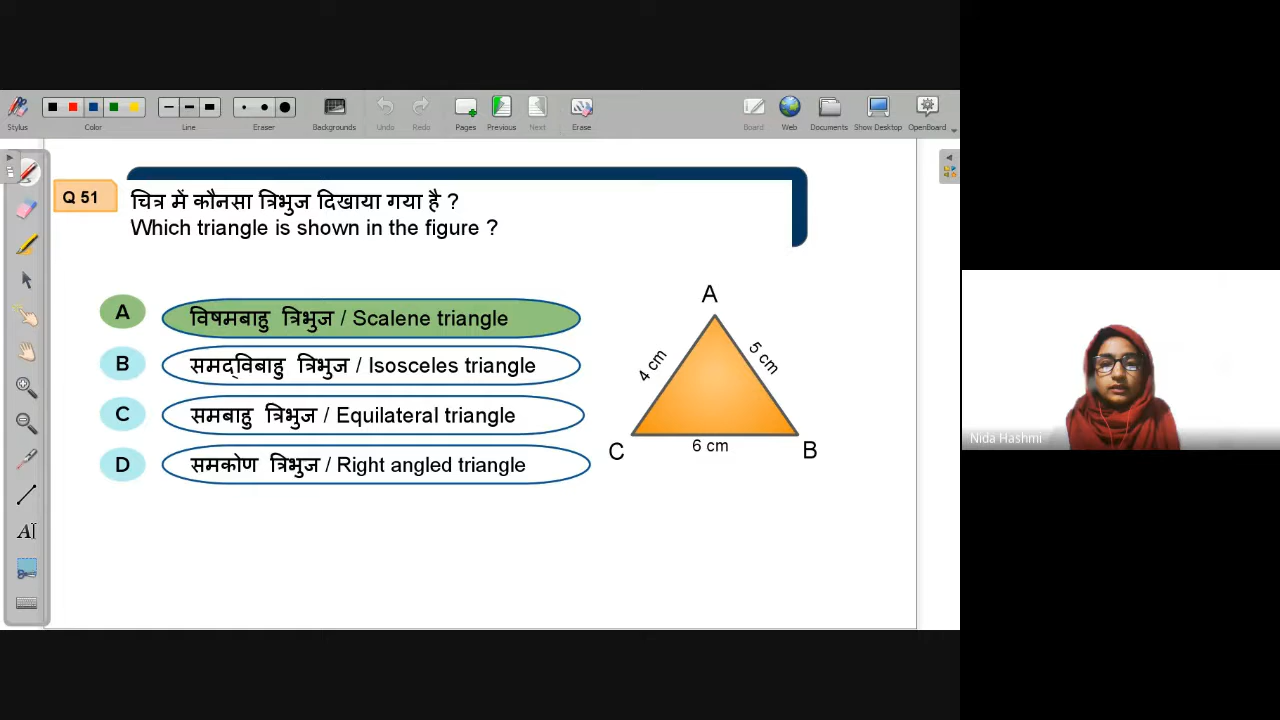 Stylus
Color
Line
Eraser
Backgrounds
Undo
Redo
Pages
Previous
Next
Erase
Board
Web
Documents
Show Desktop
OpenBoard
Q 51
चित्र में कौनसा त्रिभुज दिखाया गया है ?
Which triangle is shown in the figure ?
A
विषमबाहु त्रिभुज / Scalene triangle
B
समद्विबाहु त्रिभुज / Isosceles triangle
C
समबाहु त्रिभुज / Equilateral triangle
D
समकोण त्रिभुज / Right angled triangle
A
4 cm
5 cm
C
6 cm
B
AI
Nida Hashmi